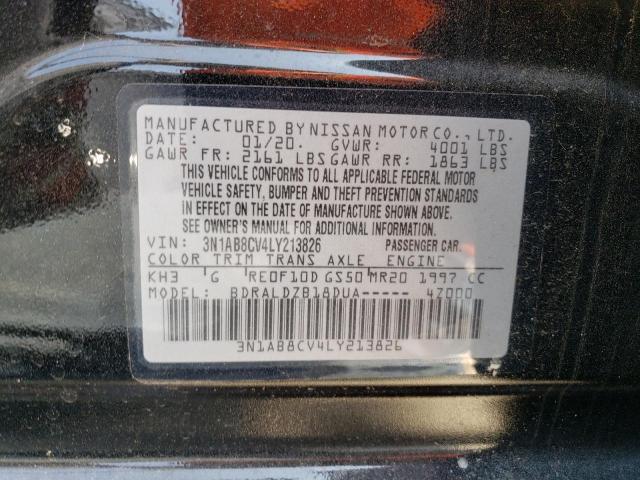 MANUFACTURED BY NISSAN MOTOR CO., LTD.
DATE: 01/20. GVWR: 4001 LBS
GAWR FR: 2161 LBS GAWR RR: 1863 LBS
THIS VEHICLE CONFORMS TO ALL APPLICABLE FEDERAL MOTOR
VEHICLE SAFETY, BUMPER AND THEFT PREVENTION STANDARDS
IN EFFECT ON THE DATE OF MANUFACTURE SHOWN ABOVE.
SEE OWNER'S MANUAL FOR ADDITIONAL INFORMATION.
VIN: 3N1AB8CV4LY213826 PASSENGER CAR.
COLOR TRIM TRANS AXLE ENGINE
KH3 G RE0F10D GS50 MR20 1997 CC
MODEL: BDRALDZB18DUA----- 4Z000
3N1AB8CV4LY213826